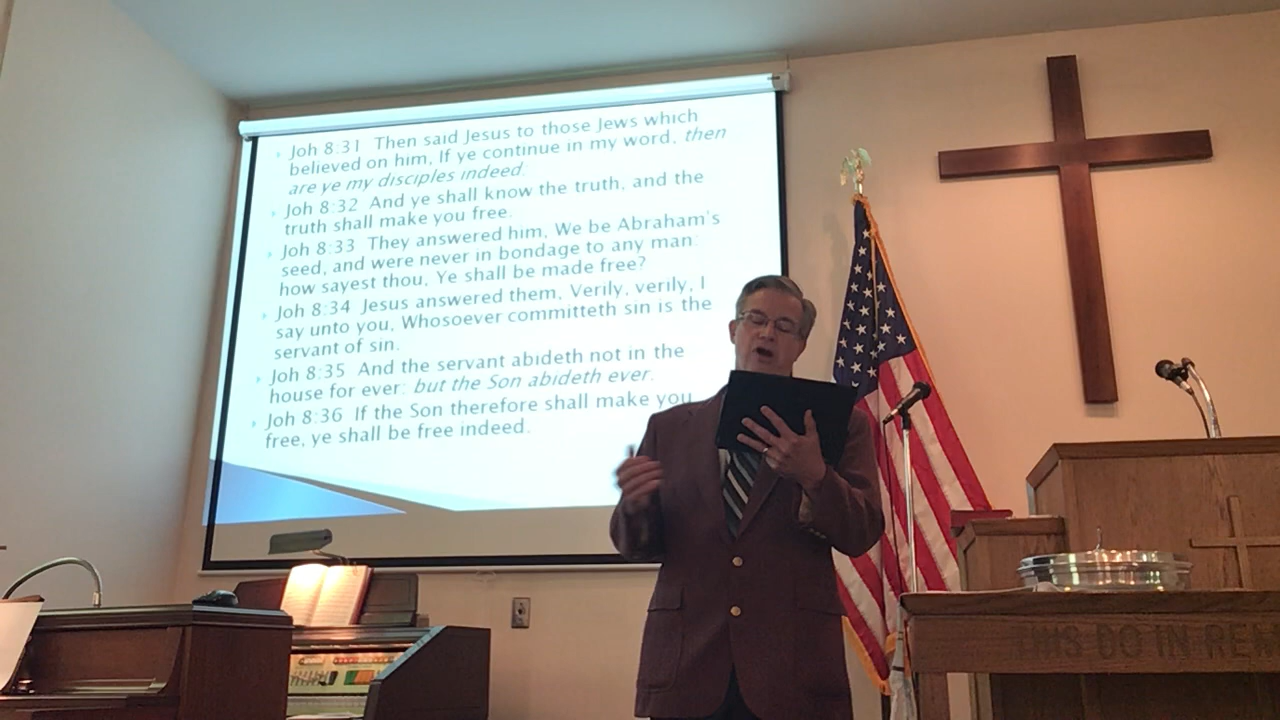 Joh 8:31 Then said Jesus to those Jews which
believed on him, If ye continue in my word, then
are ye my disciples indeed.
Joh 8:32 And ye shall know the truth, and the
truth shall make you free.
Joh 8:33 They answered him, We be Abraham's
seed, and were never in bondage to any man:
how sayest thou, Ye shall be made free?
Joh 8:34 Jesus answered them, Verily, verily, I
say unto you, Whosoever committeth sin is the
servant of sin.
Joh 8:35 And the servant abideth not in the
house for ever: but the Son abideth ever.
Joh 8:36 If the Son therefore shall make you
free, ye shall be free indeed.
THIS DO IN REM